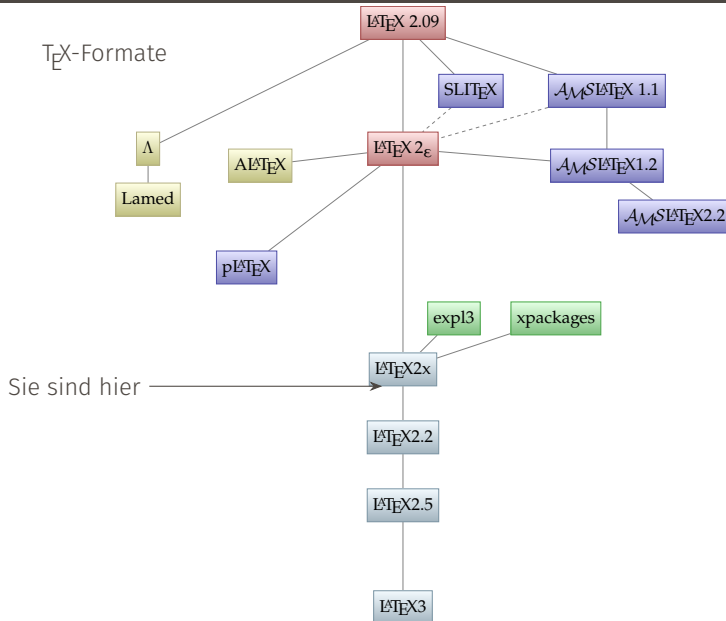 LATEX 2.09
TEX-Formate
SLITEX
AMSLATEX 1.1
Λ
ALATEX
LATEX 2ε
AMSLATEX1.2
Lamed
AMSLATEX2.2
pLATEX
expl3
xpackages
LATEX2x
Sie sind hier
LATEX2.2
LATEX2.5
LATEX3